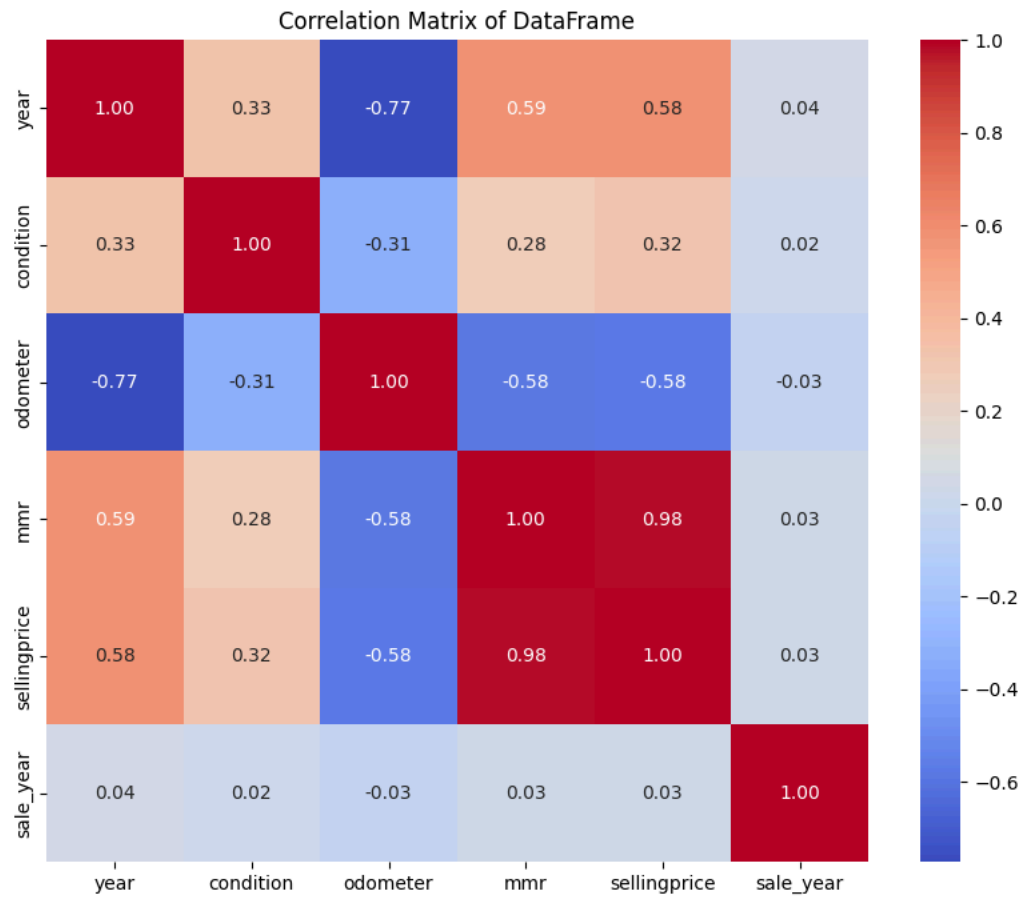 Correlation Matrix of DataFrame
year 1.00 0.33 -0.77 0.59 0.58 0.04
condition 0.33 1.00 -0.31 0.28 0.32 0.02
odometer -0.77 -0.31 1.00 -0.58 -0.58 -0.03
mmr 0.59 0.28 -0.58 1.00 0.98 0.03
sellingprice 0.58 0.32 -0.58 0.98 1.00 0.03
sale_year 0.04 0.02 -0.03 0.03 0.03 1.00
year condition odometer mmr sellingprice sale_year
1.0
0.8
0.6
0.4
0.2
0.0
−0.2
−0.4
−0.6